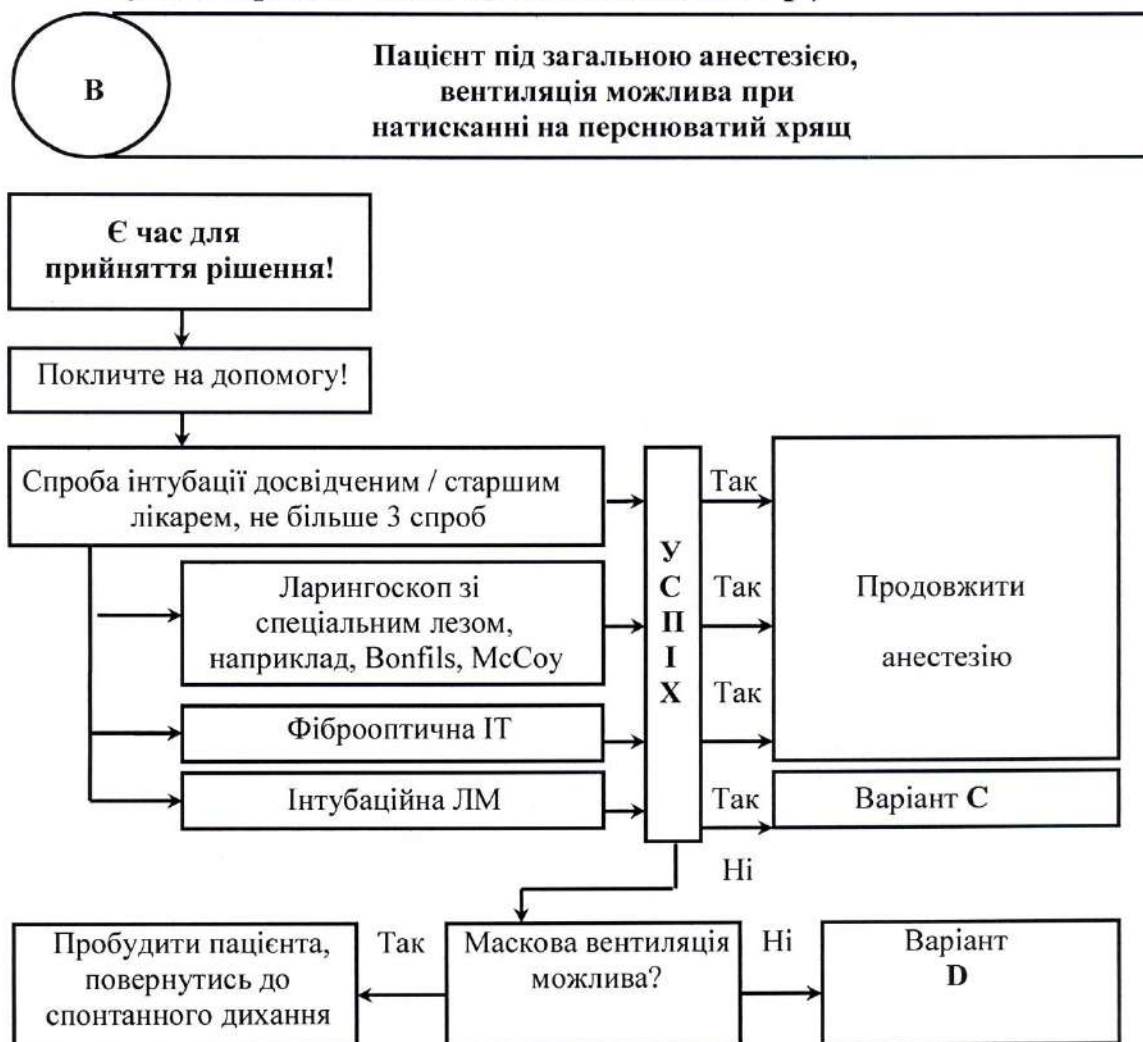 В
Пацієнт під загальною анестезією,
вентиляція можлива при
натисканні на перснюватий хрящ
Є час для
прийняття рішення!
Покличте на допомогу!
Спроба інтубації досвідченим / старшим
лікарем, не більше 3 спроб
Ларингоскоп зі
спеціальним лезом,
наприклад, Bonfils, McCoy
Фіброоптична ІТ
Інтубаційна ЛМ
У
С
П
І
Х
Так
Так
Так
Так
Продовжити
анестезію
Варіант С
Ні
Пробудити пацієнта,
повернутись до
спонтанного дихання
Так
Маскова вентиляція
можлива?
Ні
Варіант
D